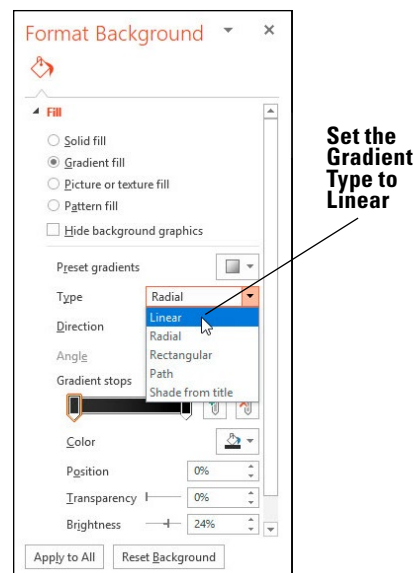 Format Background
Fill
Solid fill
Gradient fill
Picture or texture fill
Pattern fill
Hide background graphics
Preset gradients
Type Radial
Linear
Direction
Radial
Rectangular
Angle
Path
Gradient stops
Shade from title
Color
Position 0%
Transparency 0%
Brightness 24%
Apply to All Reset Background
Set the
Gradient
Type to
Linear